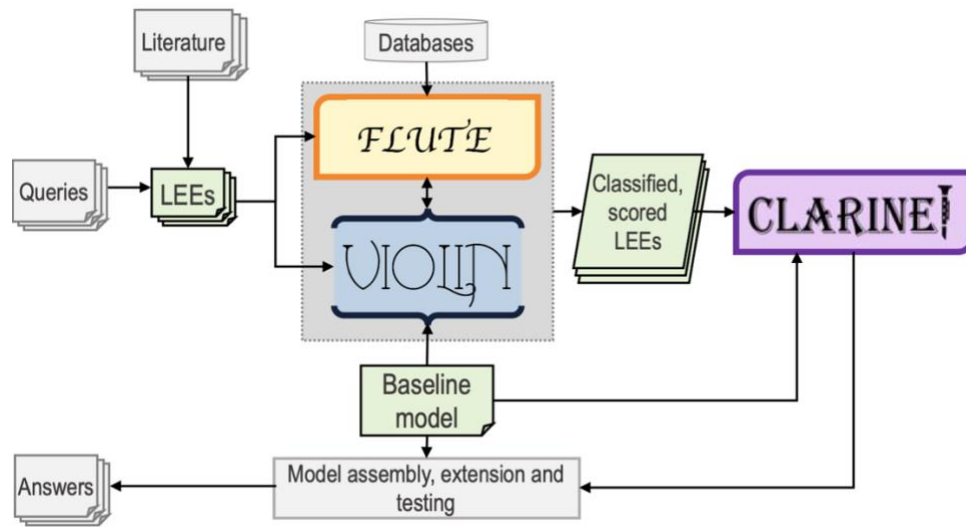 Literature
Databases
FLUTE
Queries
LEEs
Classified,
scored
LEEs
CLARINET
VIOLIN
Baseline
model
Model assembly, extension and
testing
Answers